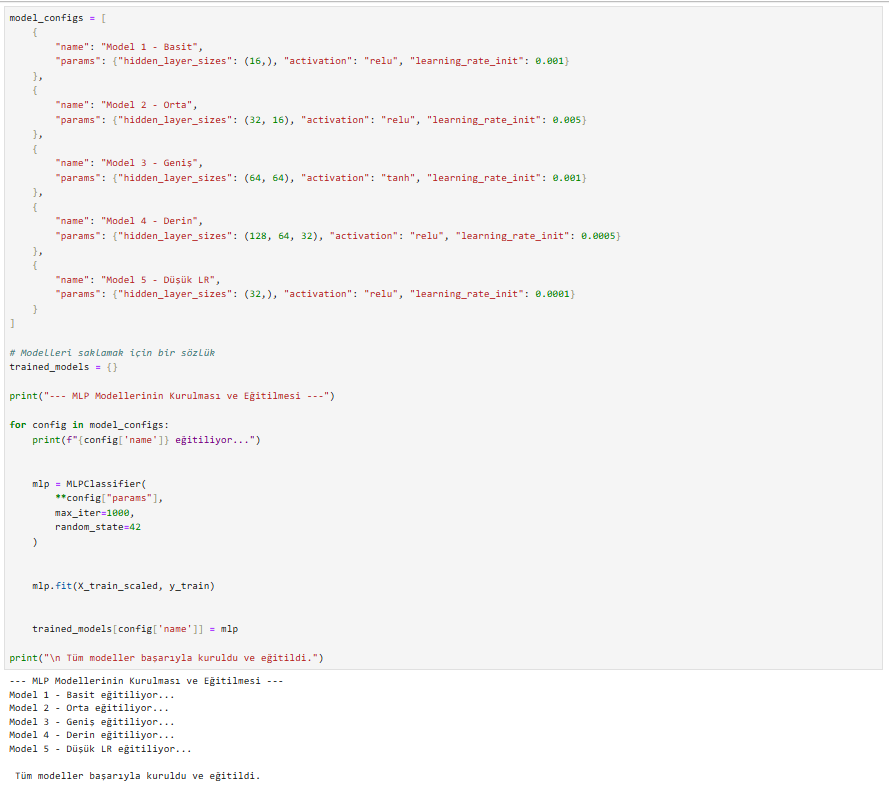 model_configs = [
    {
        "name": "Model 1 - Basit",
        "params": {"hidden_layer_sizes": (16,), "activation": "relu", "learning_rate_init": 0.001}
    },
    {
        "name": "Model 2 - Orta",
        "params": {"hidden_layer_sizes": (32, 16), "activation": "relu", "learning_rate_init": 0.005}
    },
    {
        "name": "Model 3 - Geniş",
        "params": {"hidden_layer_sizes": (64, 64), "activation": "tanh", "learning_rate_init": 0.001}
    },
    {
        "name": "Model 4 - Derin",
        "params": {"hidden_layer_sizes": (128, 64, 32), "activation": "relu", "learning_rate_init": 0.0005}
    },
    {
        "name": "Model 5 - Düşük LR",
        "params": {"hidden_layer_sizes": (32,), "activation": "relu", "learning_rate_init": 0.0001}
    }
]
# Modelleri saklamak için bir sözlük
trained_models = {}
print("--- MLP Modellerinin Kurulması ve Eğitilmesi ---")
for config in model_configs:
    print(f"{config['name']} eğitiliyor...")
    mlp = MLPClassifier(
        **config["params"],
        max_iter=1000,
        random_state=42
    )
    mlp.fit(X_train_scaled, y_train)
    trained_models[config['name']] = mlp
print("\n Tüm modeller başarıyla kuruldu ve eğitildi.")
--- MLP Modellerinin Kurulması ve Eğitilmesi ---
Model 1 - Basit eğitiliyor...
Model 2 - Orta eğitiliyor...
Model 3 - Geniş eğitiliyor...
Model 4 - Derin eğitiliyor...
Model 5 - Düşük LR eğitiliyor...
 Tüm modeller başarıyla kuruldu ve eğitildi.